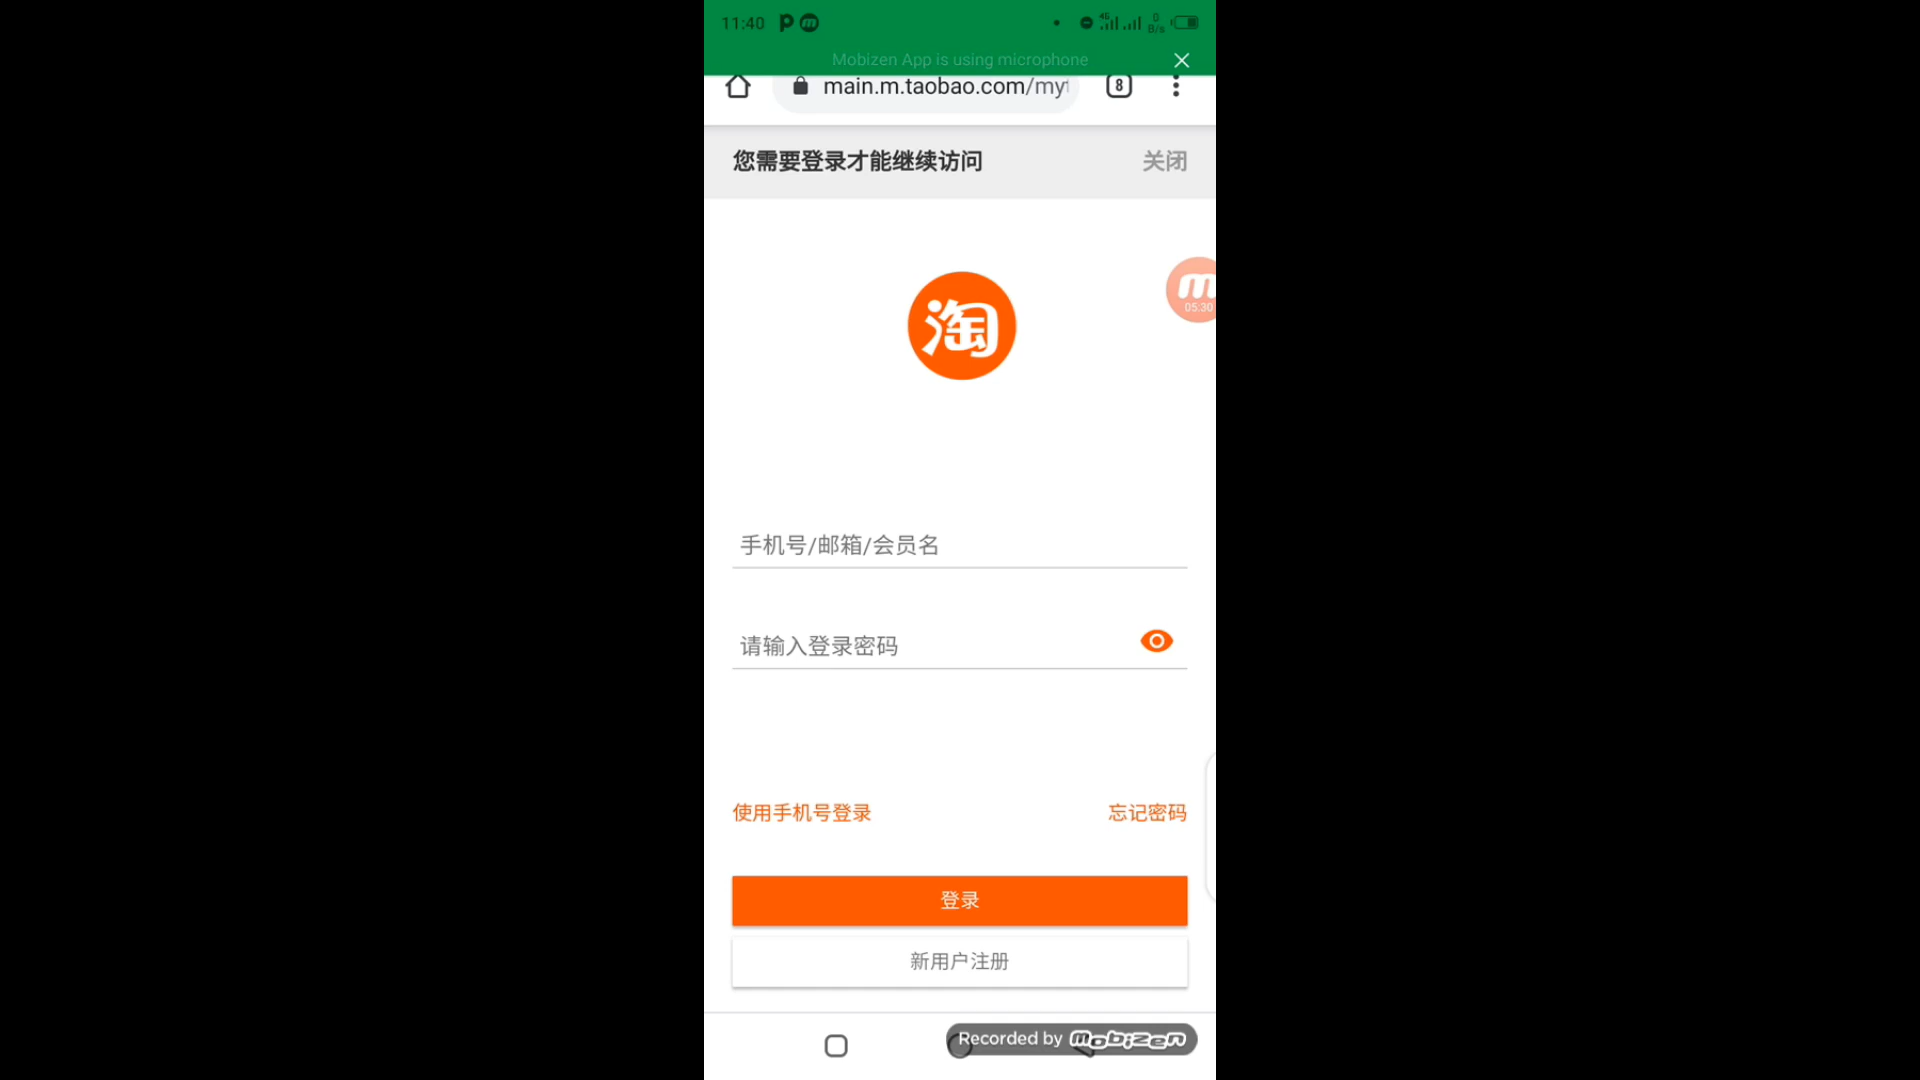 11:40
4G
0
B/s
Mobizen App is using microphone
main.m.taobao.com/myt
8
您需要登录才能继续访问 关闭
淘
m
05:30
手机号/邮箱/会员名
请输入登录密码
使用手机号登录 忘记密码
登录
新用户注册
Recorded by mobizen